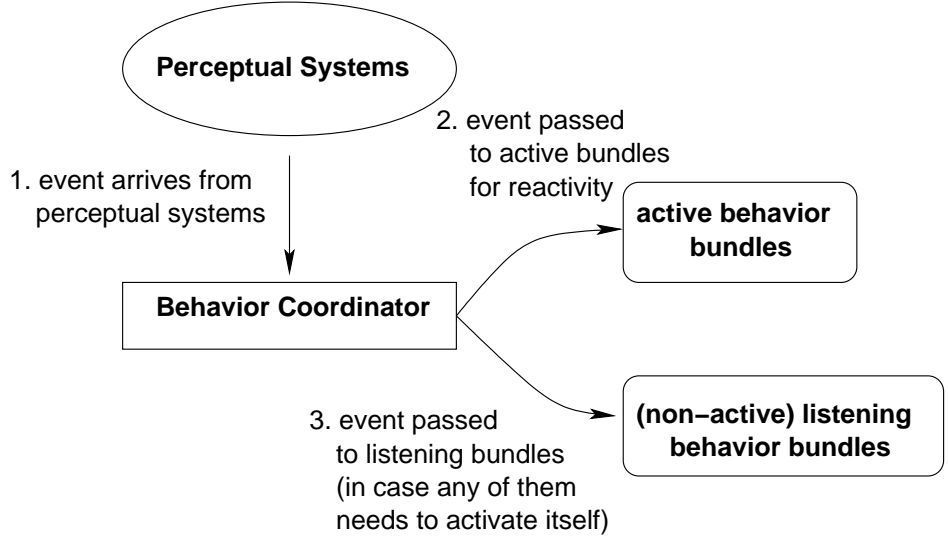 Perceptual Systems
1. event arrives from
perceptual systems
2. event passed
to active bundles
for reactivity
active behavior
bundles
Behavior Coordinator
3. event passed
to listening bundles
(in case any of them
needs to activate itself)
(non−active) listening
behavior bundles